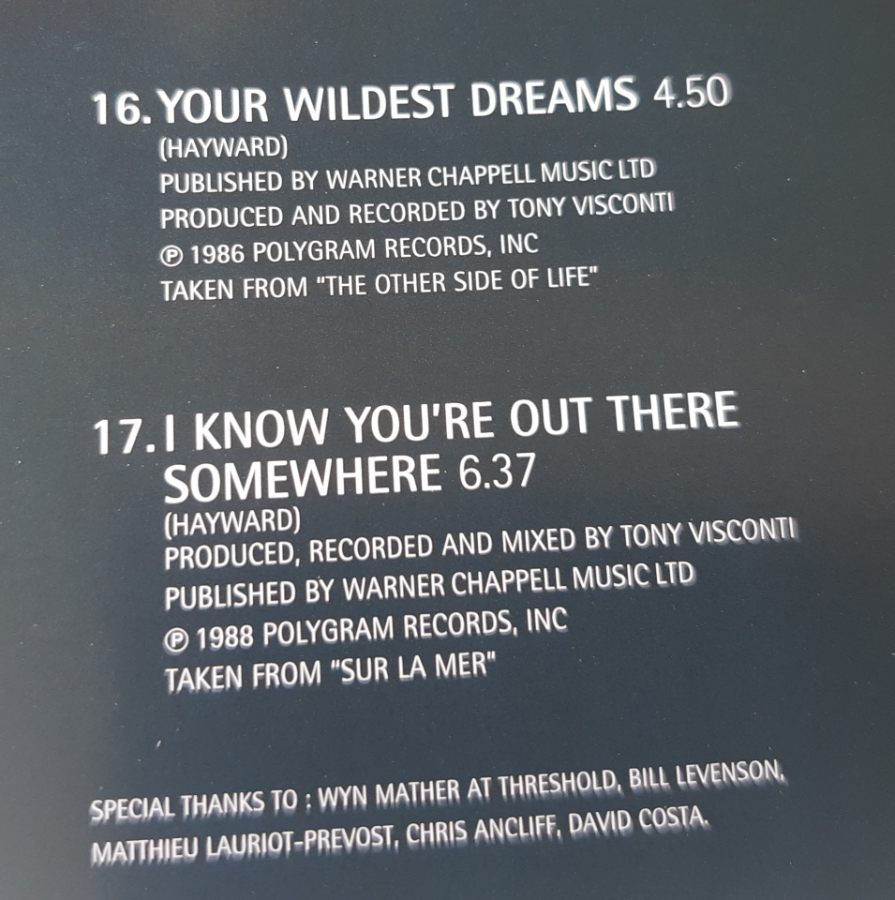 16. YOUR WILDEST DREAMS 4.50
(HAYWARD)
PUBLISHED BY WARNER CHAPPELL MUSIC LTD
PRODUCED AND RECORDED BY TONY VISCONTI
℗ 1986 POLYGRAM RECORDS, INC
TAKEN FROM "THE OTHER SIDE OF LIFE"
17. I KNOW YOU'RE OUT THERE
SOMEWHERE 6.37
(HAYWARD)
PRODUCED, RECORDED AND MIXED BY TONY VISCONTI
PUBLISHED BY WARNER CHAPPELL MUSIC LTD
℗ 1988 POLYGRAM RECORDS, INC
TAKEN FROM "SUR LA MER"
SPECIAL THANKS TO : WYN MATHER AT THRESHOLD, BILL LEVENSON,
MATTHIEU LAURIOT-PREVOST, CHRIS ANCLIFF, DAVID COSTA.